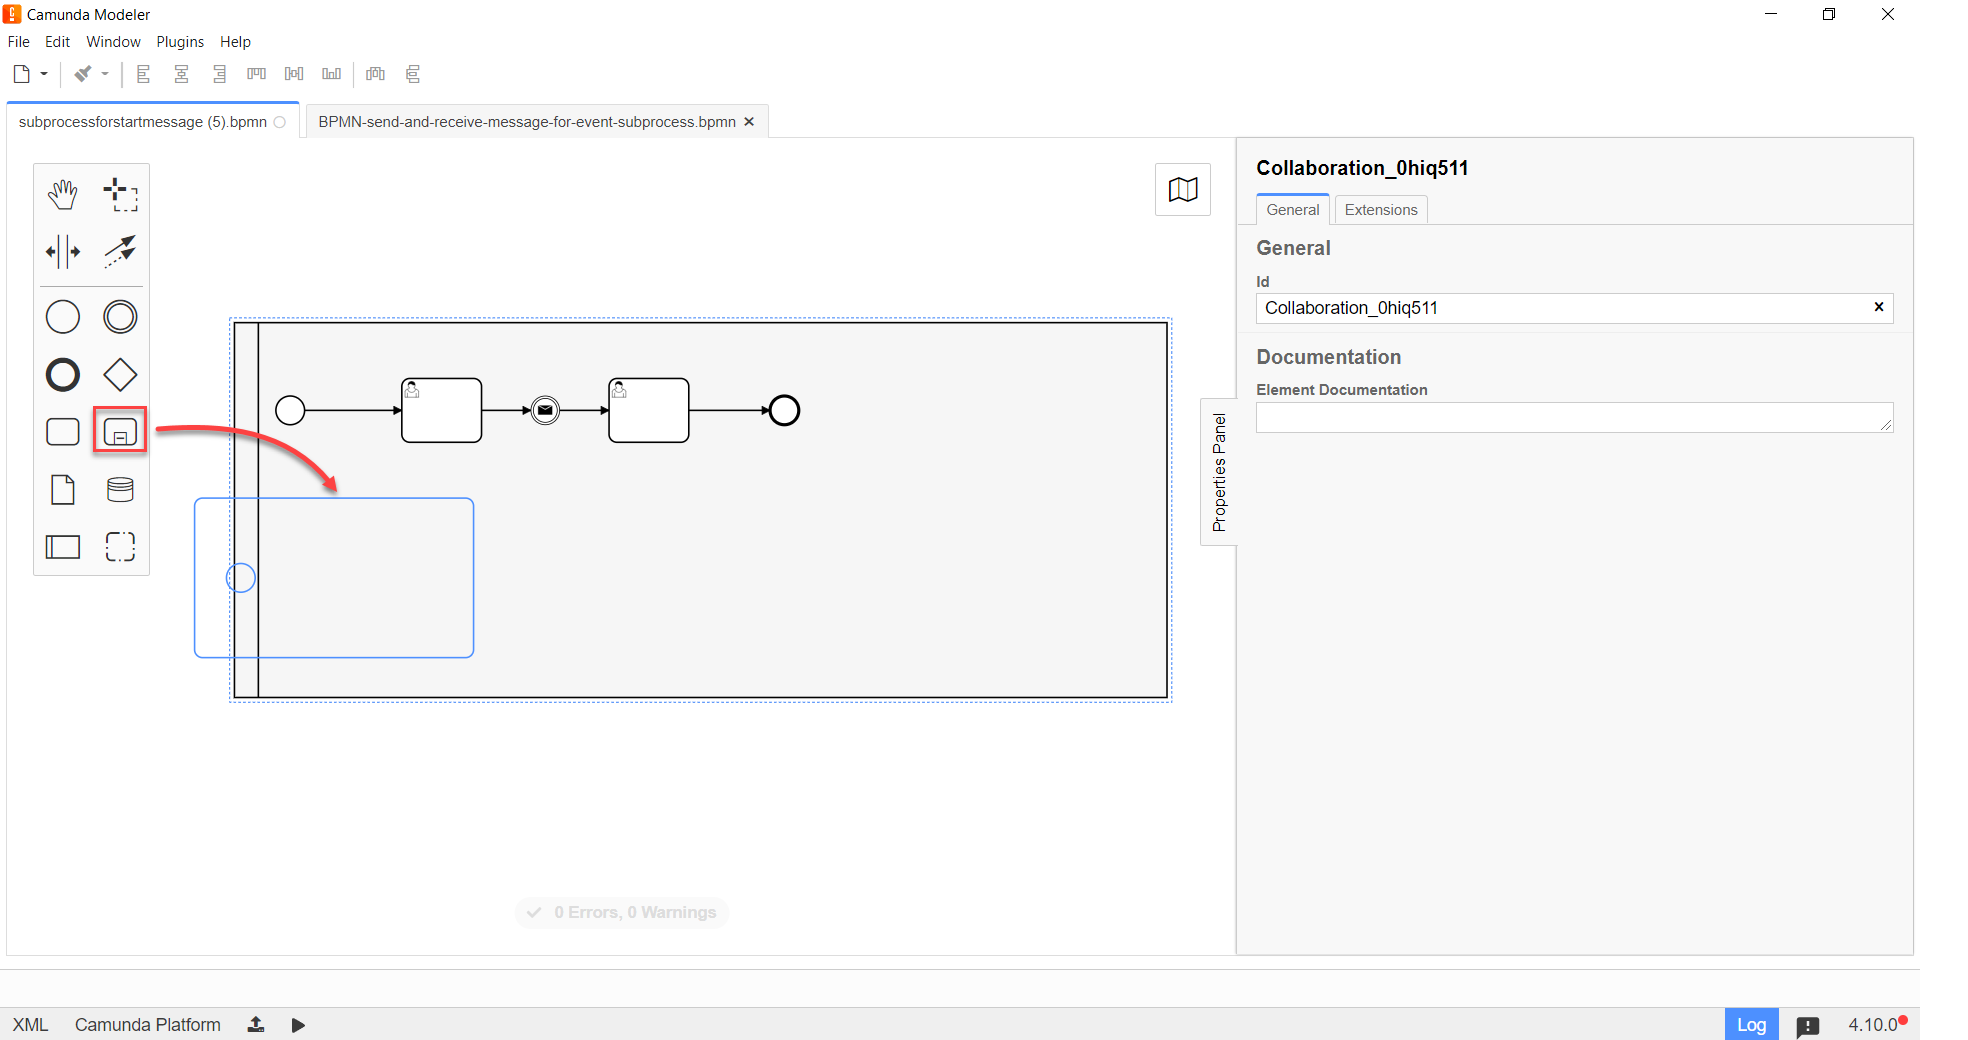 Camunda Modeler
File Edit Window Plugins Help
subprocessforstartmessage (5).bpmn
BPMN-send-and-receive-message-for-event-subprocess.bpmn
Collaboration_0hiq511
General Extensions
General
Id
Collaboration_0hiq511
Documentation
Element Documentation
Properties Panel
0 Errors, 0 Warnings
XML Camunda Platform
Log 4.10.0